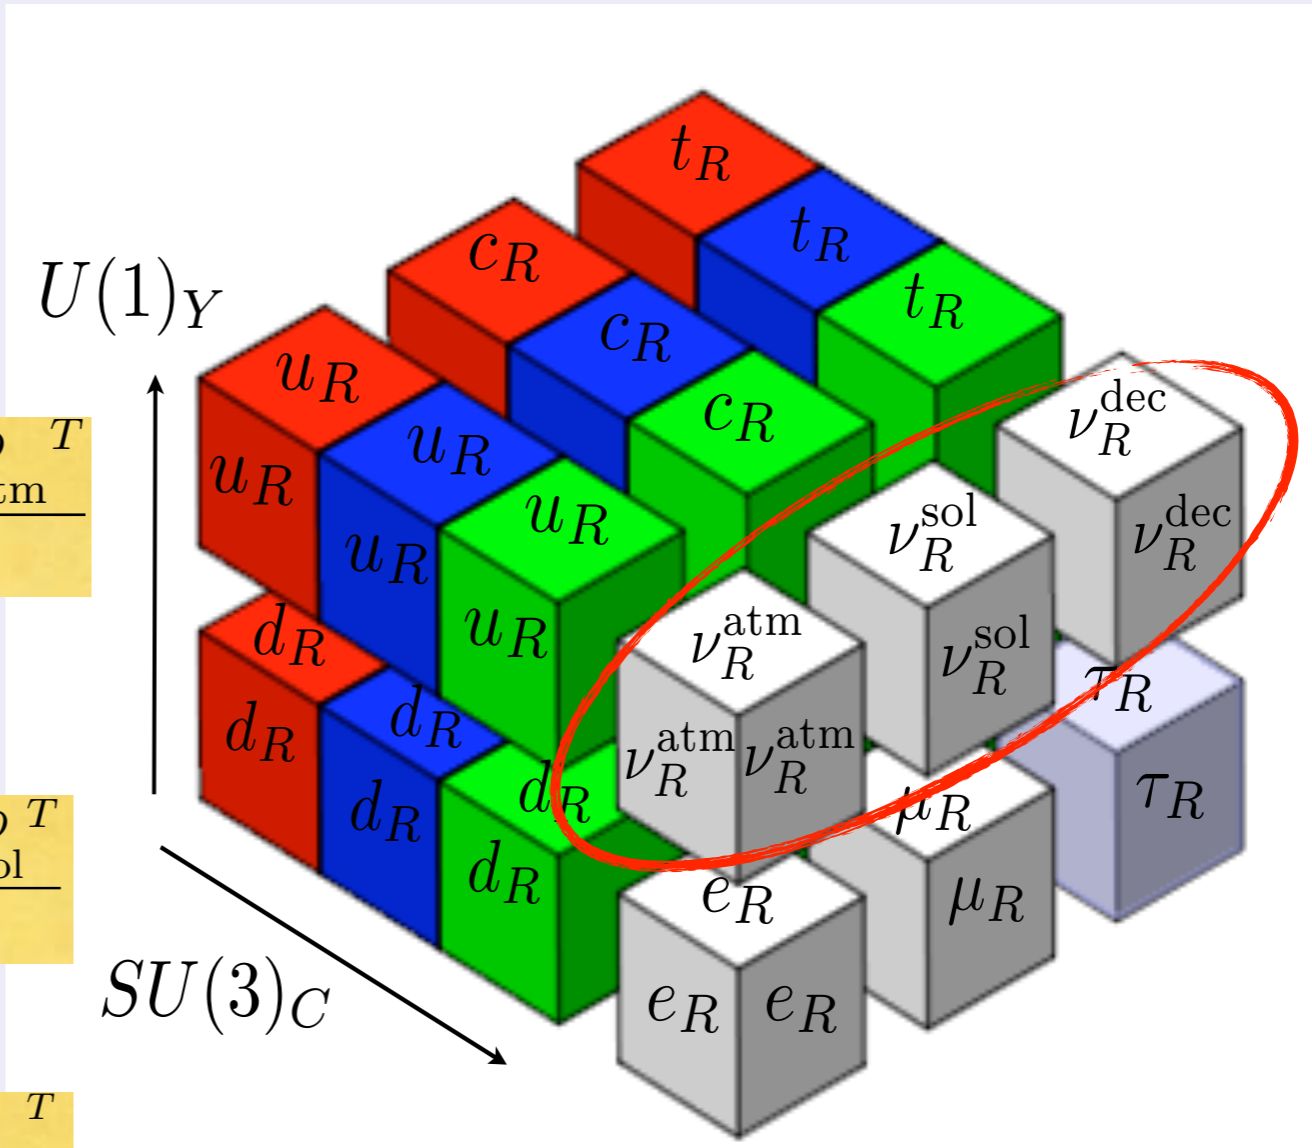 t_R
t_R
t_R
c_R
c_R
c_R
U(1)_Y
u_R
u_R
u_R
u_R
u_R
u_R
ν_R^dec
ν_R^dec
ν_R^sol
ν_R^sol
ν_R^atm
ν_R^atm ν_R^atm
T
T
T
d_R
d_R
d_R
d_R
d_R
d_R
τ_R
τ_R
μ_R
μ_R
e_R
e_R e_R
SU(3)_C